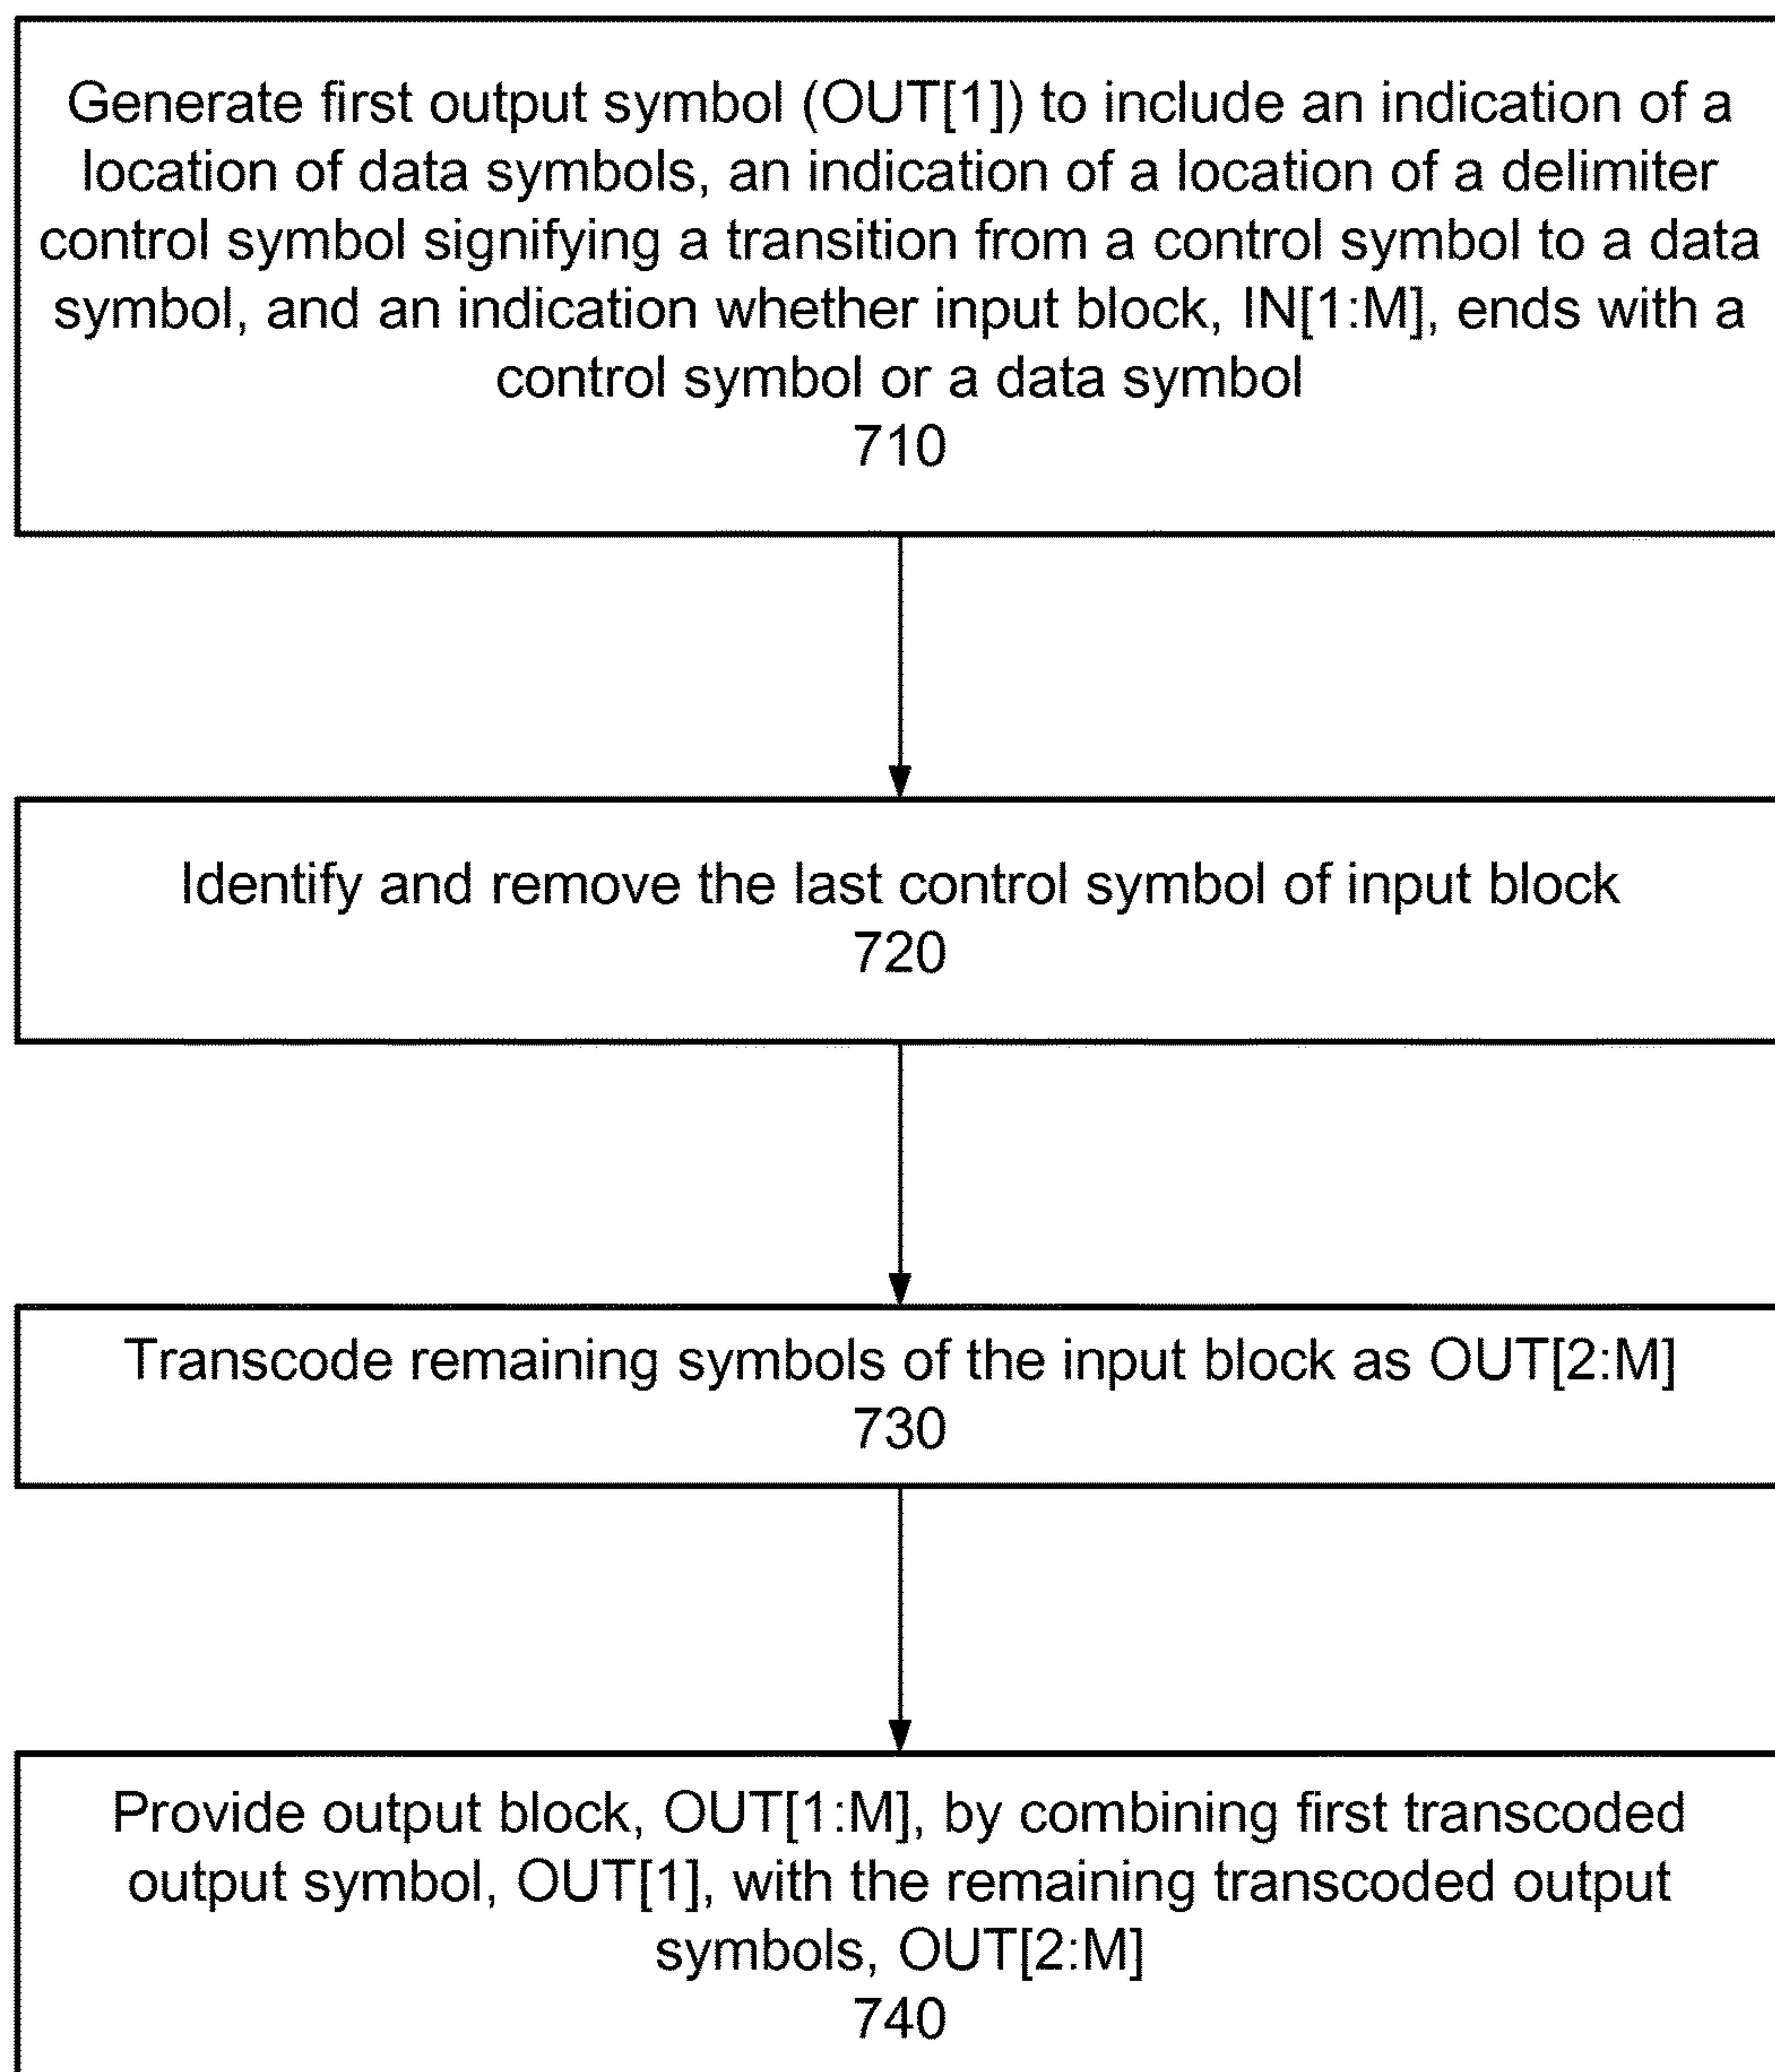 Generate first output symbol (OUT[1]) to include an indication of a
location of data symbols, an indication of a location of a delimiter
control symbol signifying a transition from a control symbol to a data
symbol, and an indication whether input block, IN[1:M], ends with a
control symbol or a data symbol
710
Identify and remove the last control symbol of input block
720
Transcode remaining symbols of the input block as OUT[2:M]
730
Provide output block, OUT[1:M], by combining first transcoded
output symbol, OUT[1], with the remaining transcoded output
symbols, OUT[2:M]
740